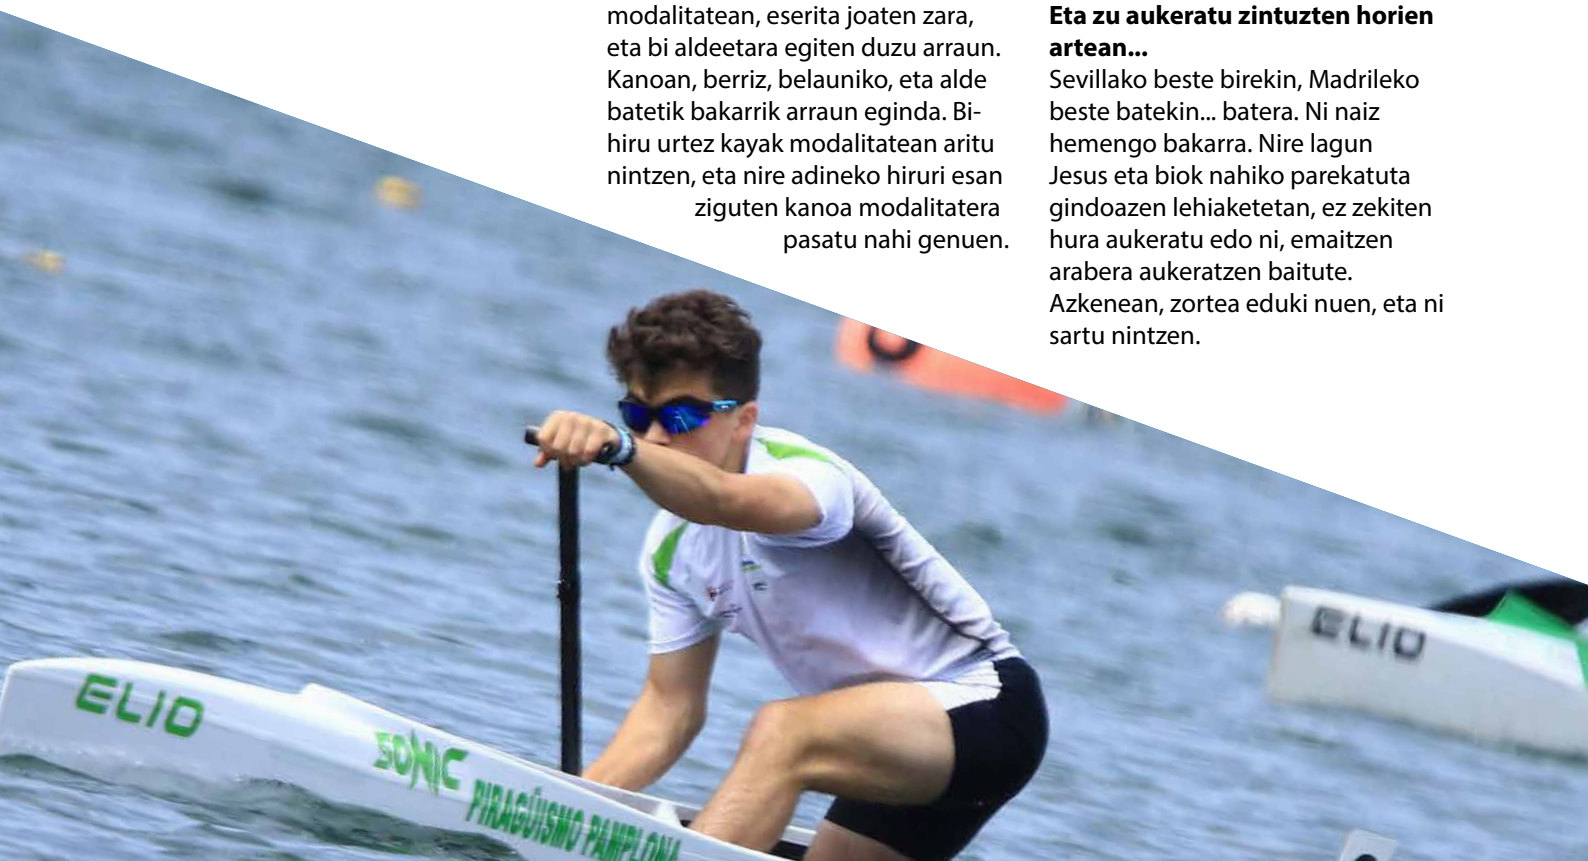 modalitatean, eserita joaten zara,
eta bi aldeetara egiten duzu arraun.
Kanoan, berriz, belauniko, eta alde
batetik bakarrik arraun eginda. Bi-
hiru urtez kayak modalitatean aritu
nintzen, eta nire adineko hiruri esan
ziguten kanoa modalitatera
pasatu nahi genuen.
Eta zu aukeratu zintuzten horien
artean...
Sevillako beste birekin, Madrileko
beste batekin... batera. Ni naiz
hemengo bakarra. Nire lagun
Jesus eta biok nahiko parekatuta
gindoazen lehiaketetan, ez zekiten
hura aukeratu edo ni, emaitzen
arabera aukeratzen baitute.
Azkenean, zortea eduki nuen, eta ni
sartu nintzen.
ELIO
SONIC
PIRAGÜISMO PAMPLONA
ELIO